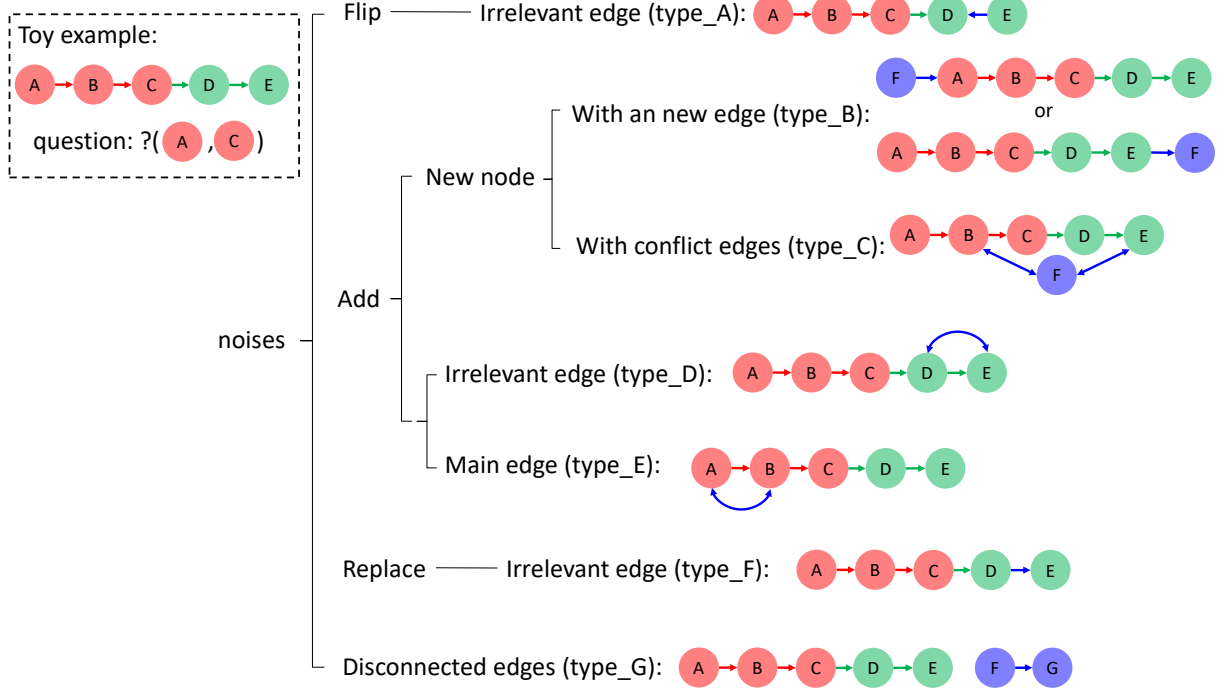 Toy example:
A B C D E
question: ?( A , C )
noises
Flip
Irrelevant edge (type_A):
A B C D E
Add
New node
With an new edge (type_B):
F A B C D E
or
A B C D E F
With conflict edges (type_C):
A B C D E
F
Irrelevant edge (type_D):
A B C D E
Main edge (type_E):
A B C D E
Replace
Irrelevant edge (type_F):
A B C D E
Disconnected edges (type_G):
A B C D E F G